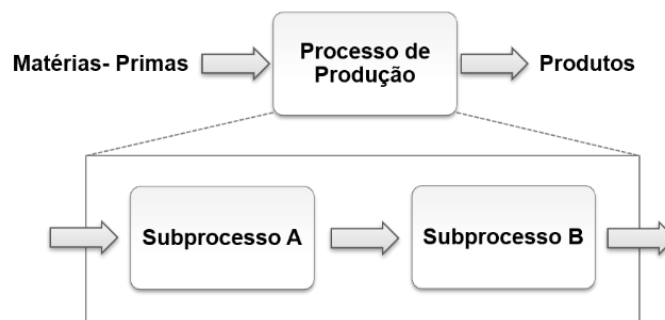 Matérias- Primas
Processo de
Produção
Produtos
Subprocesso A
Subprocesso B